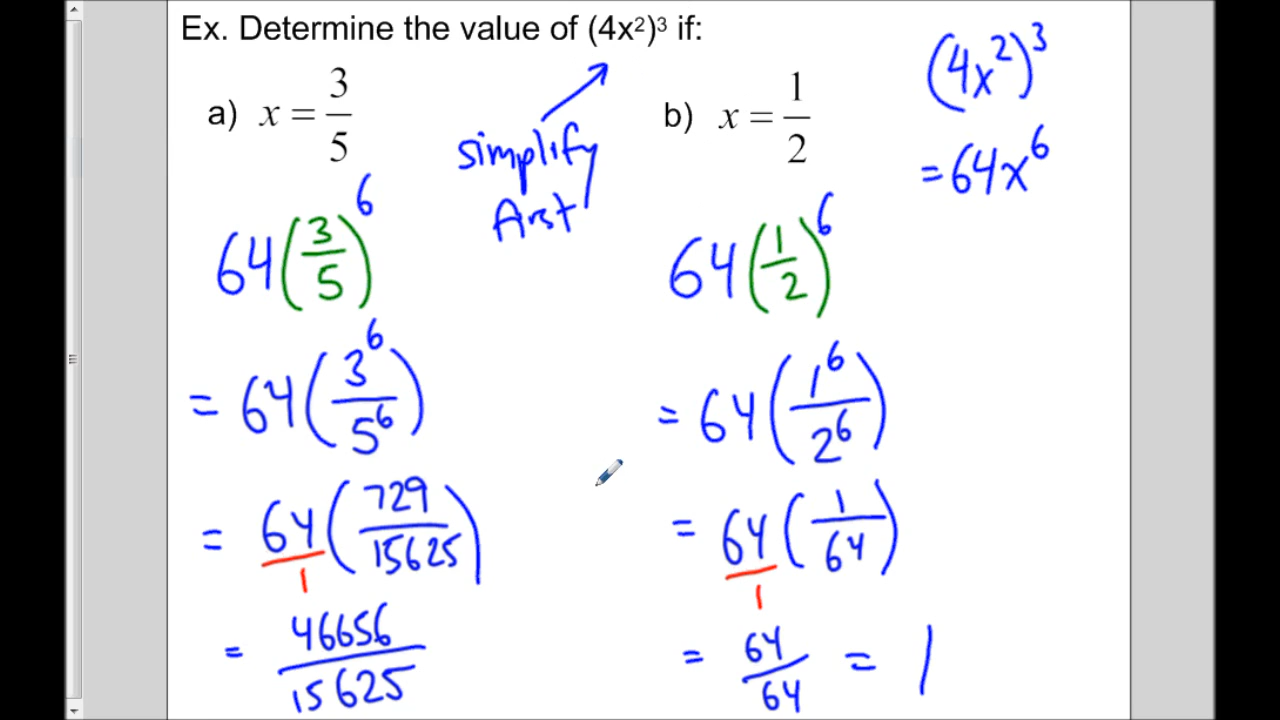 Ex. Determine the value of (4x²)³ if:
a) x = 3/5
simplify
first
b) x = 1/2
(4x²)³
= 64x⁶
64(3/5)⁶
= 64(3⁶/5⁶)
= 64/1(729/15625)
= 46656/15625
64(1/2)⁶
= 64(1⁶/2⁶)
= 64/1(1/64)
= 64/64 = 1